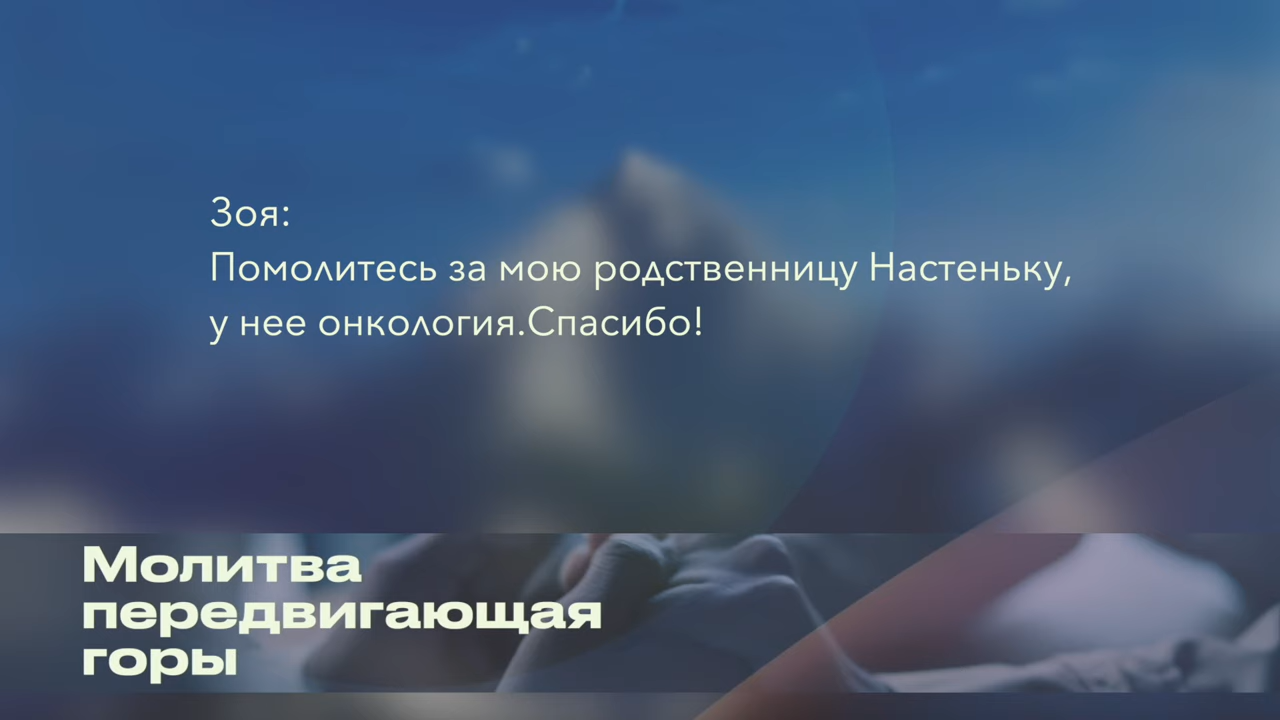 Зоя:
Помолитесь за мою родственницу Настеньку,
у нее онкология.Спасибо!
Молитва
передвигающая
горы